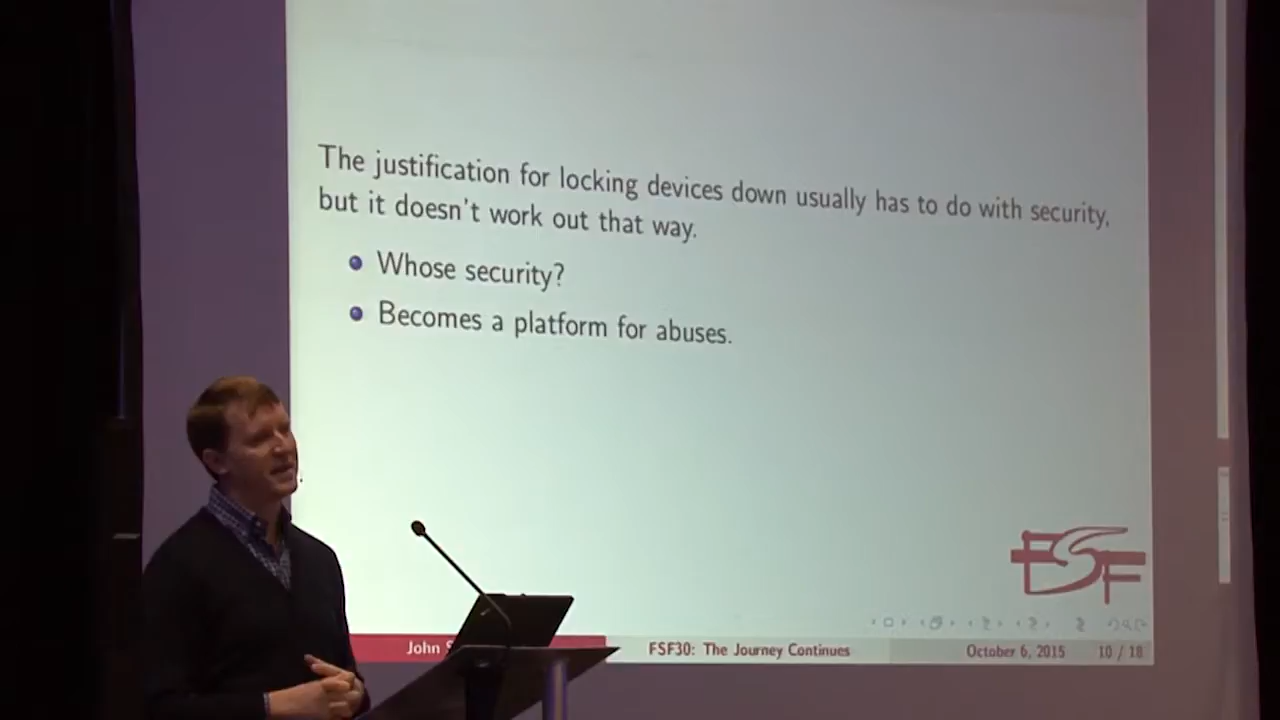 The justification for locking devices down usually has to do with security,
but it doesn't work out that way.
Whose security?
Becomes a platform for abuses.
FSF
John
FSF30: The Journey Continues
October 6, 2015
10 / 18